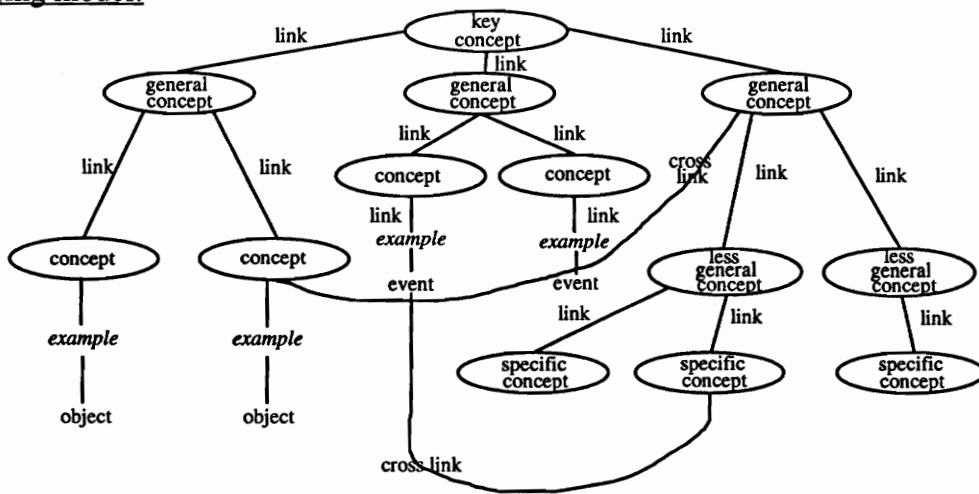 key
concept
link
link
link
general
concept
general
concept
general
concept
link
link
link
link
cross
link
link
link
concept
concept
link
example
event
link
example
event
concept
concept
less
general
concept
less
general
concept
link
link
link
example
object
example
object
specific
concept
specific
concept
specific
concept
cross link